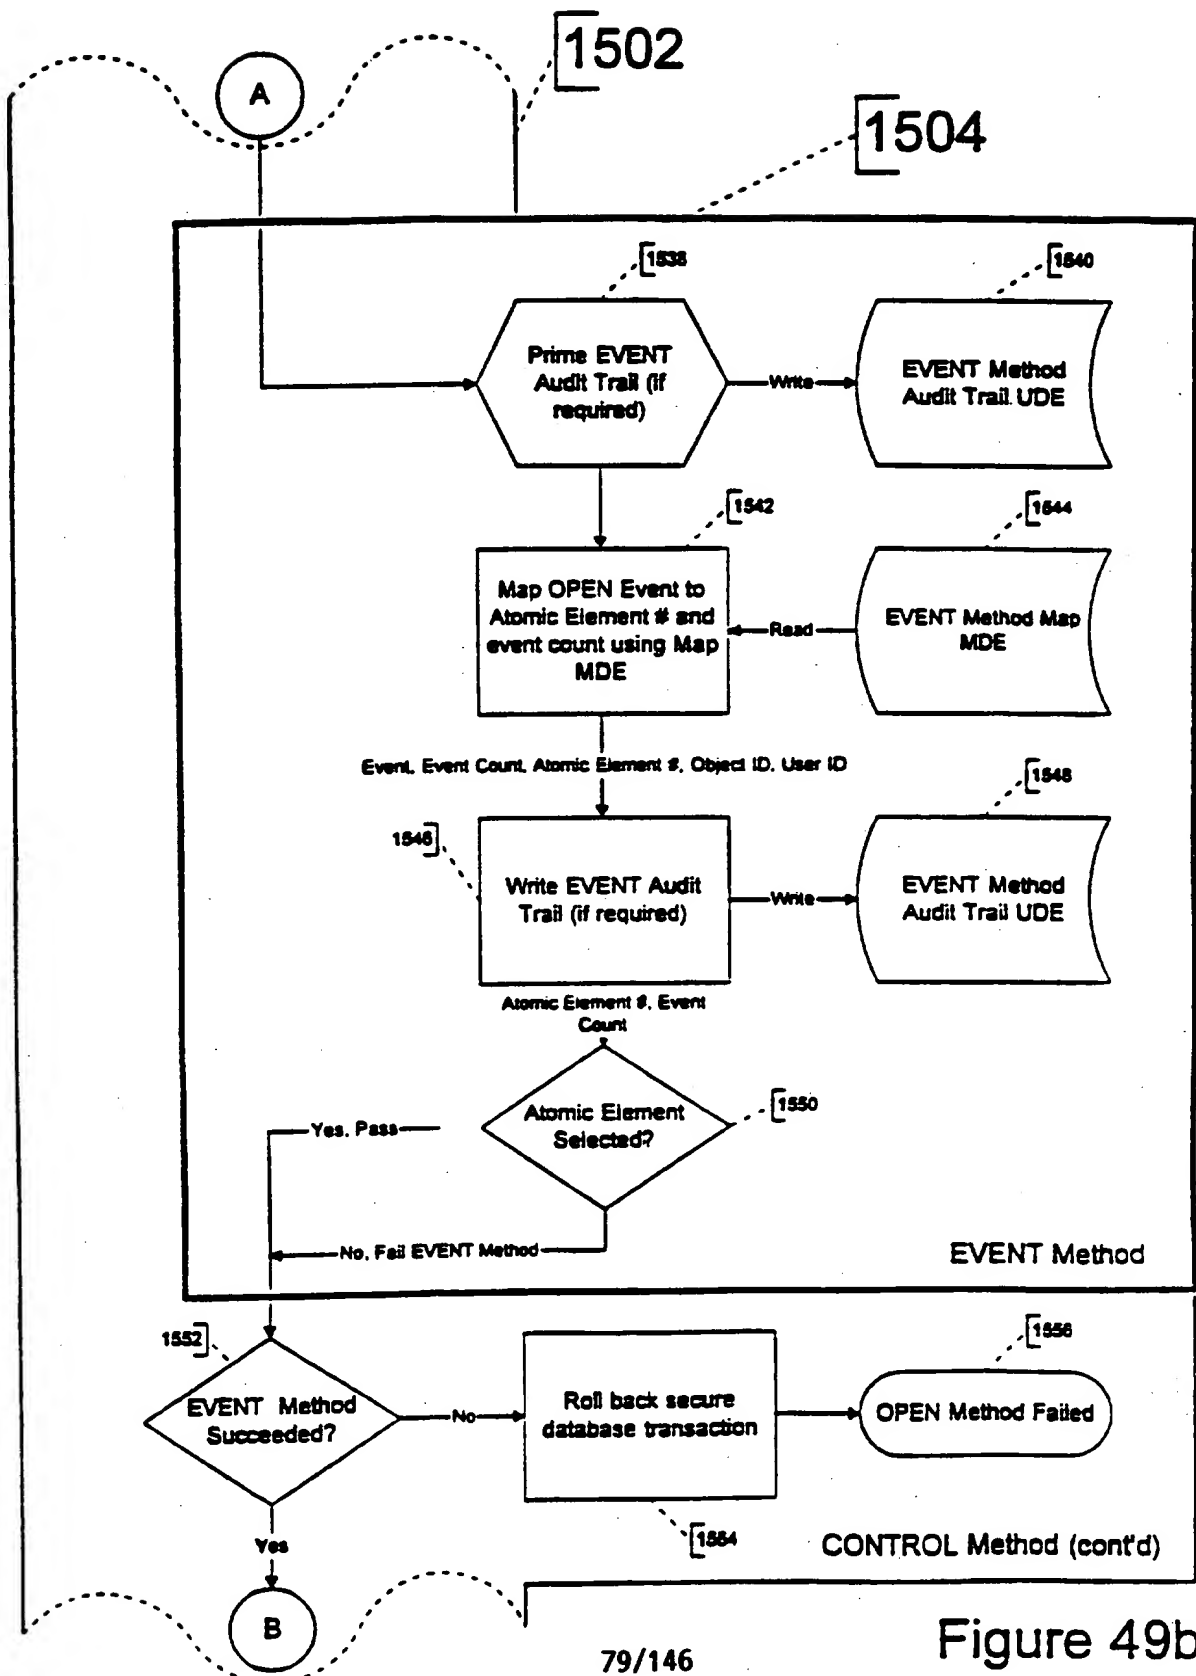 1502
A
1504
1538
1540
Prime EVENT
Audit Trail (if
required)
Write
EVENT Method
Audit Trail UDE
1542
1544
Map OPEN Event to
Atomic Element # and
event count using Map
MDE
Read
EVENT Method Map
MDE
Event, Event Count, Atomic Element #, Object ID, User ID
1546
1548
Write EVENT Audit
Trail (if required)
Write
EVENT Method
Audit Trail UDE
Atomic Element #, Event
Count
Atomic Element
Selected?
1550
Yes, Pass
No, Fail EVENT Method
EVENT Method
1552
1556
EVENT Method
Succeeded?
No
Roll back secure
database transaction
OPEN Method Failed
1554
Yes
CONTROL Method (cont'd)
B
Figure 49b
79/146